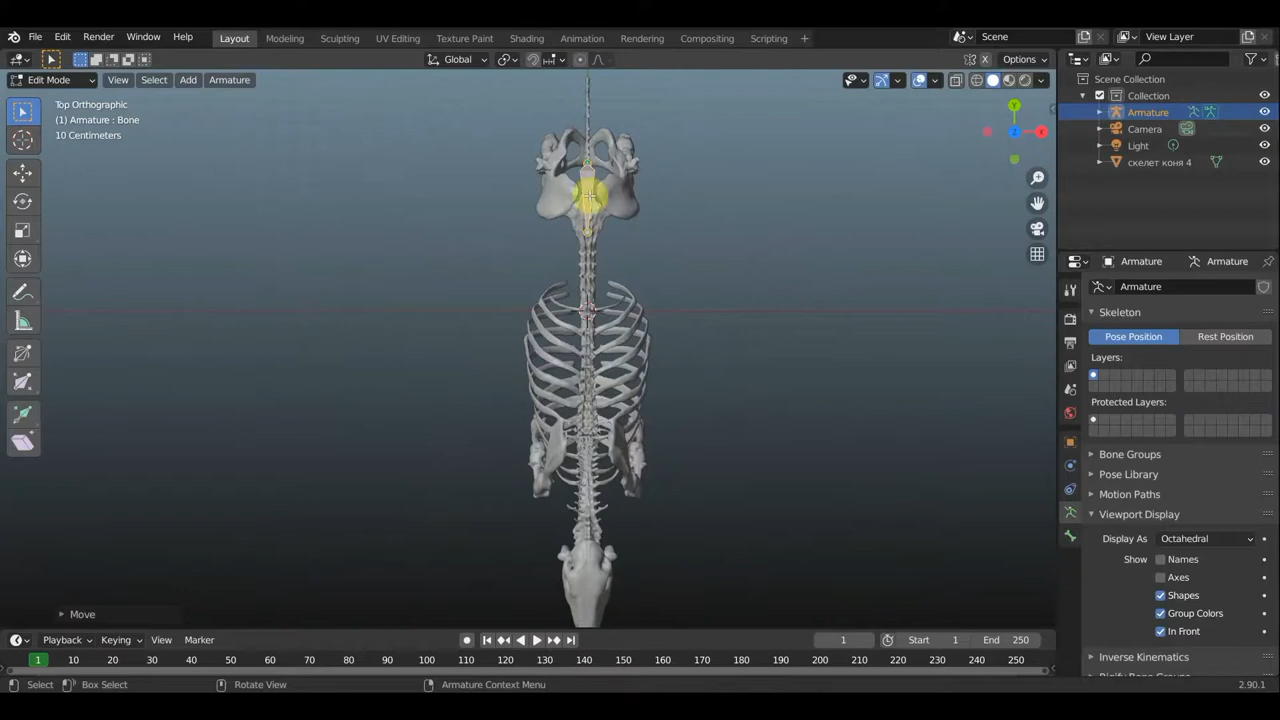 File Edit Render Window Help Layout Modeling Sculpting UV Editing Texture Paint Shading Animation Rendering Compositing Scripting + Scene View Layer
Global X Options
Edit Mode View Select Add Armature
Top Orthographic
(1) Armature : Bone
10 Centimeters
Y
Z
X
Scene Collection
Collection
Armature
Camera
Light
скелет коня 4
Armature Armature
Armature
Skeleton
Pose Position Rest Position
Layers:
Protected Layers:
Bone Groups
Pose Library
Motion Paths
Viewport Display
Display As Octahedral
Show Names
Axes
Shapes
Group Colors
In Front
Inverse Kinematics
Move
Playback Keying View Marker 1 Start 1 End 250
1 10 20 30 40 50 60 70 80 90 100 110 120 130 140 150 160 170 180 190 200 210 220 230 240 250
Select Box Select Rotate View Armature Context Menu 2.90.1